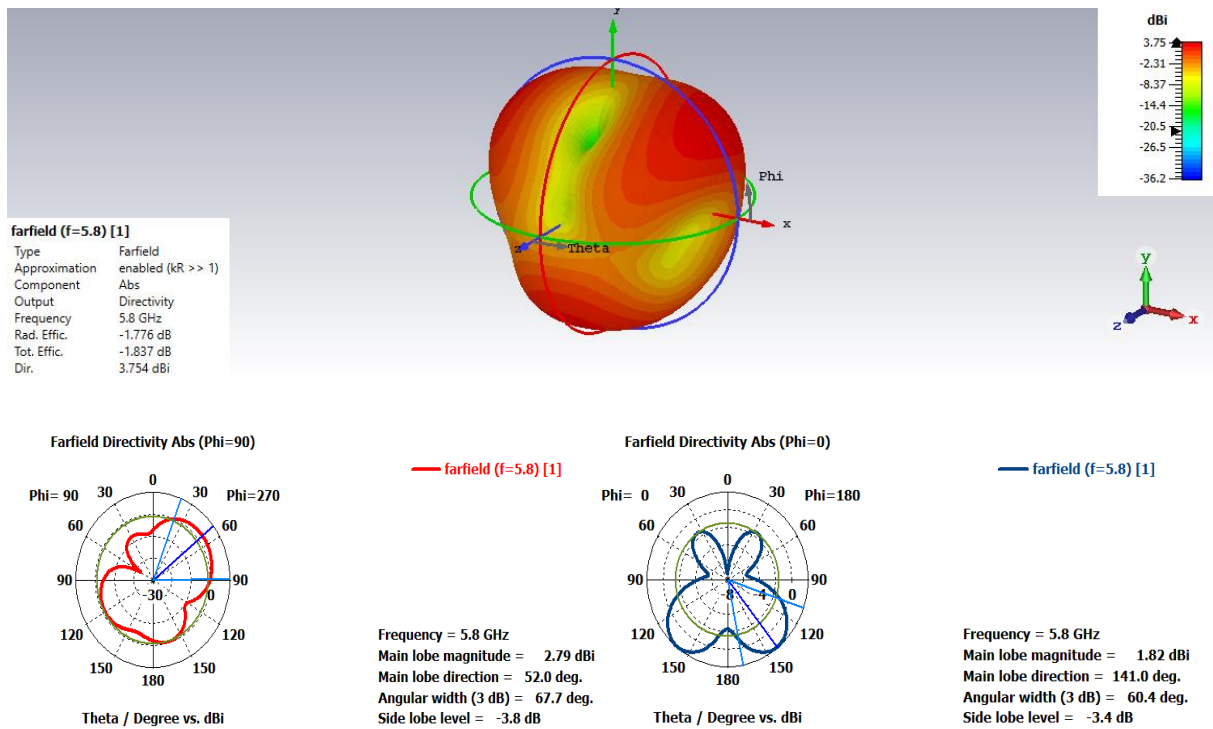 y
dBi
3.75
-2.31
-8.37
-14.4
-20.5
-26.5
-36.2
Phi
x
z
Theta
farfield (f=5.8) [1]
Type Farfield
Approximation enabled (kR >> 1)
Component Abs
Output Directivity
Frequency 5.8 GHz
Rad. Effic. -1.776 dB
Tot. Effic. -1.837 dB
Dir. 3.754 dBi
y
z
x
Farfield Directivity Abs (Phi=90)
farfield (f=5.8) [1]
Phi= 90 30 0 30 Phi=270
60 60
90 -30 0 90
120 120
150 150
180
Theta / Degree vs. dBi
Frequency = 5.8 GHz
Main lobe magnitude = 2.79 dBi
Main lobe direction = 52.0 deg.
Angular width (3 dB) = 67.7 deg.
Side lobe level = -3.8 dB
Farfield Directivity Abs (Phi=0)
farfield (f=5.8) [1]
Phi= 0 30 0 30 Phi=180
60 60
90 -8 -4 0 90
120 120
150 150
180
Theta / Degree vs. dBi
Frequency = 5.8 GHz
Main lobe magnitude = 1.82 dBi
Main lobe direction = 141.0 deg.
Angular width (3 dB) = 60.4 deg.
Side lobe level = -3.4 dB